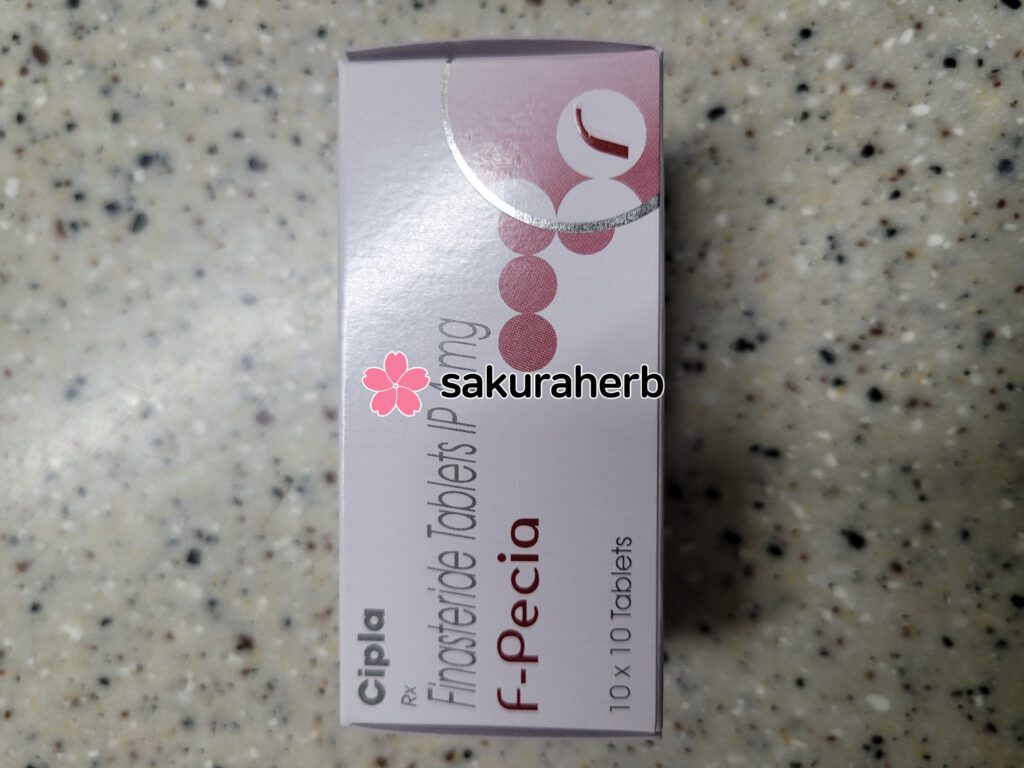 Cipla
Rx
Finasteride Tablets IP mg
F-Pecia
10 x 10 Tablets
sakuraherb